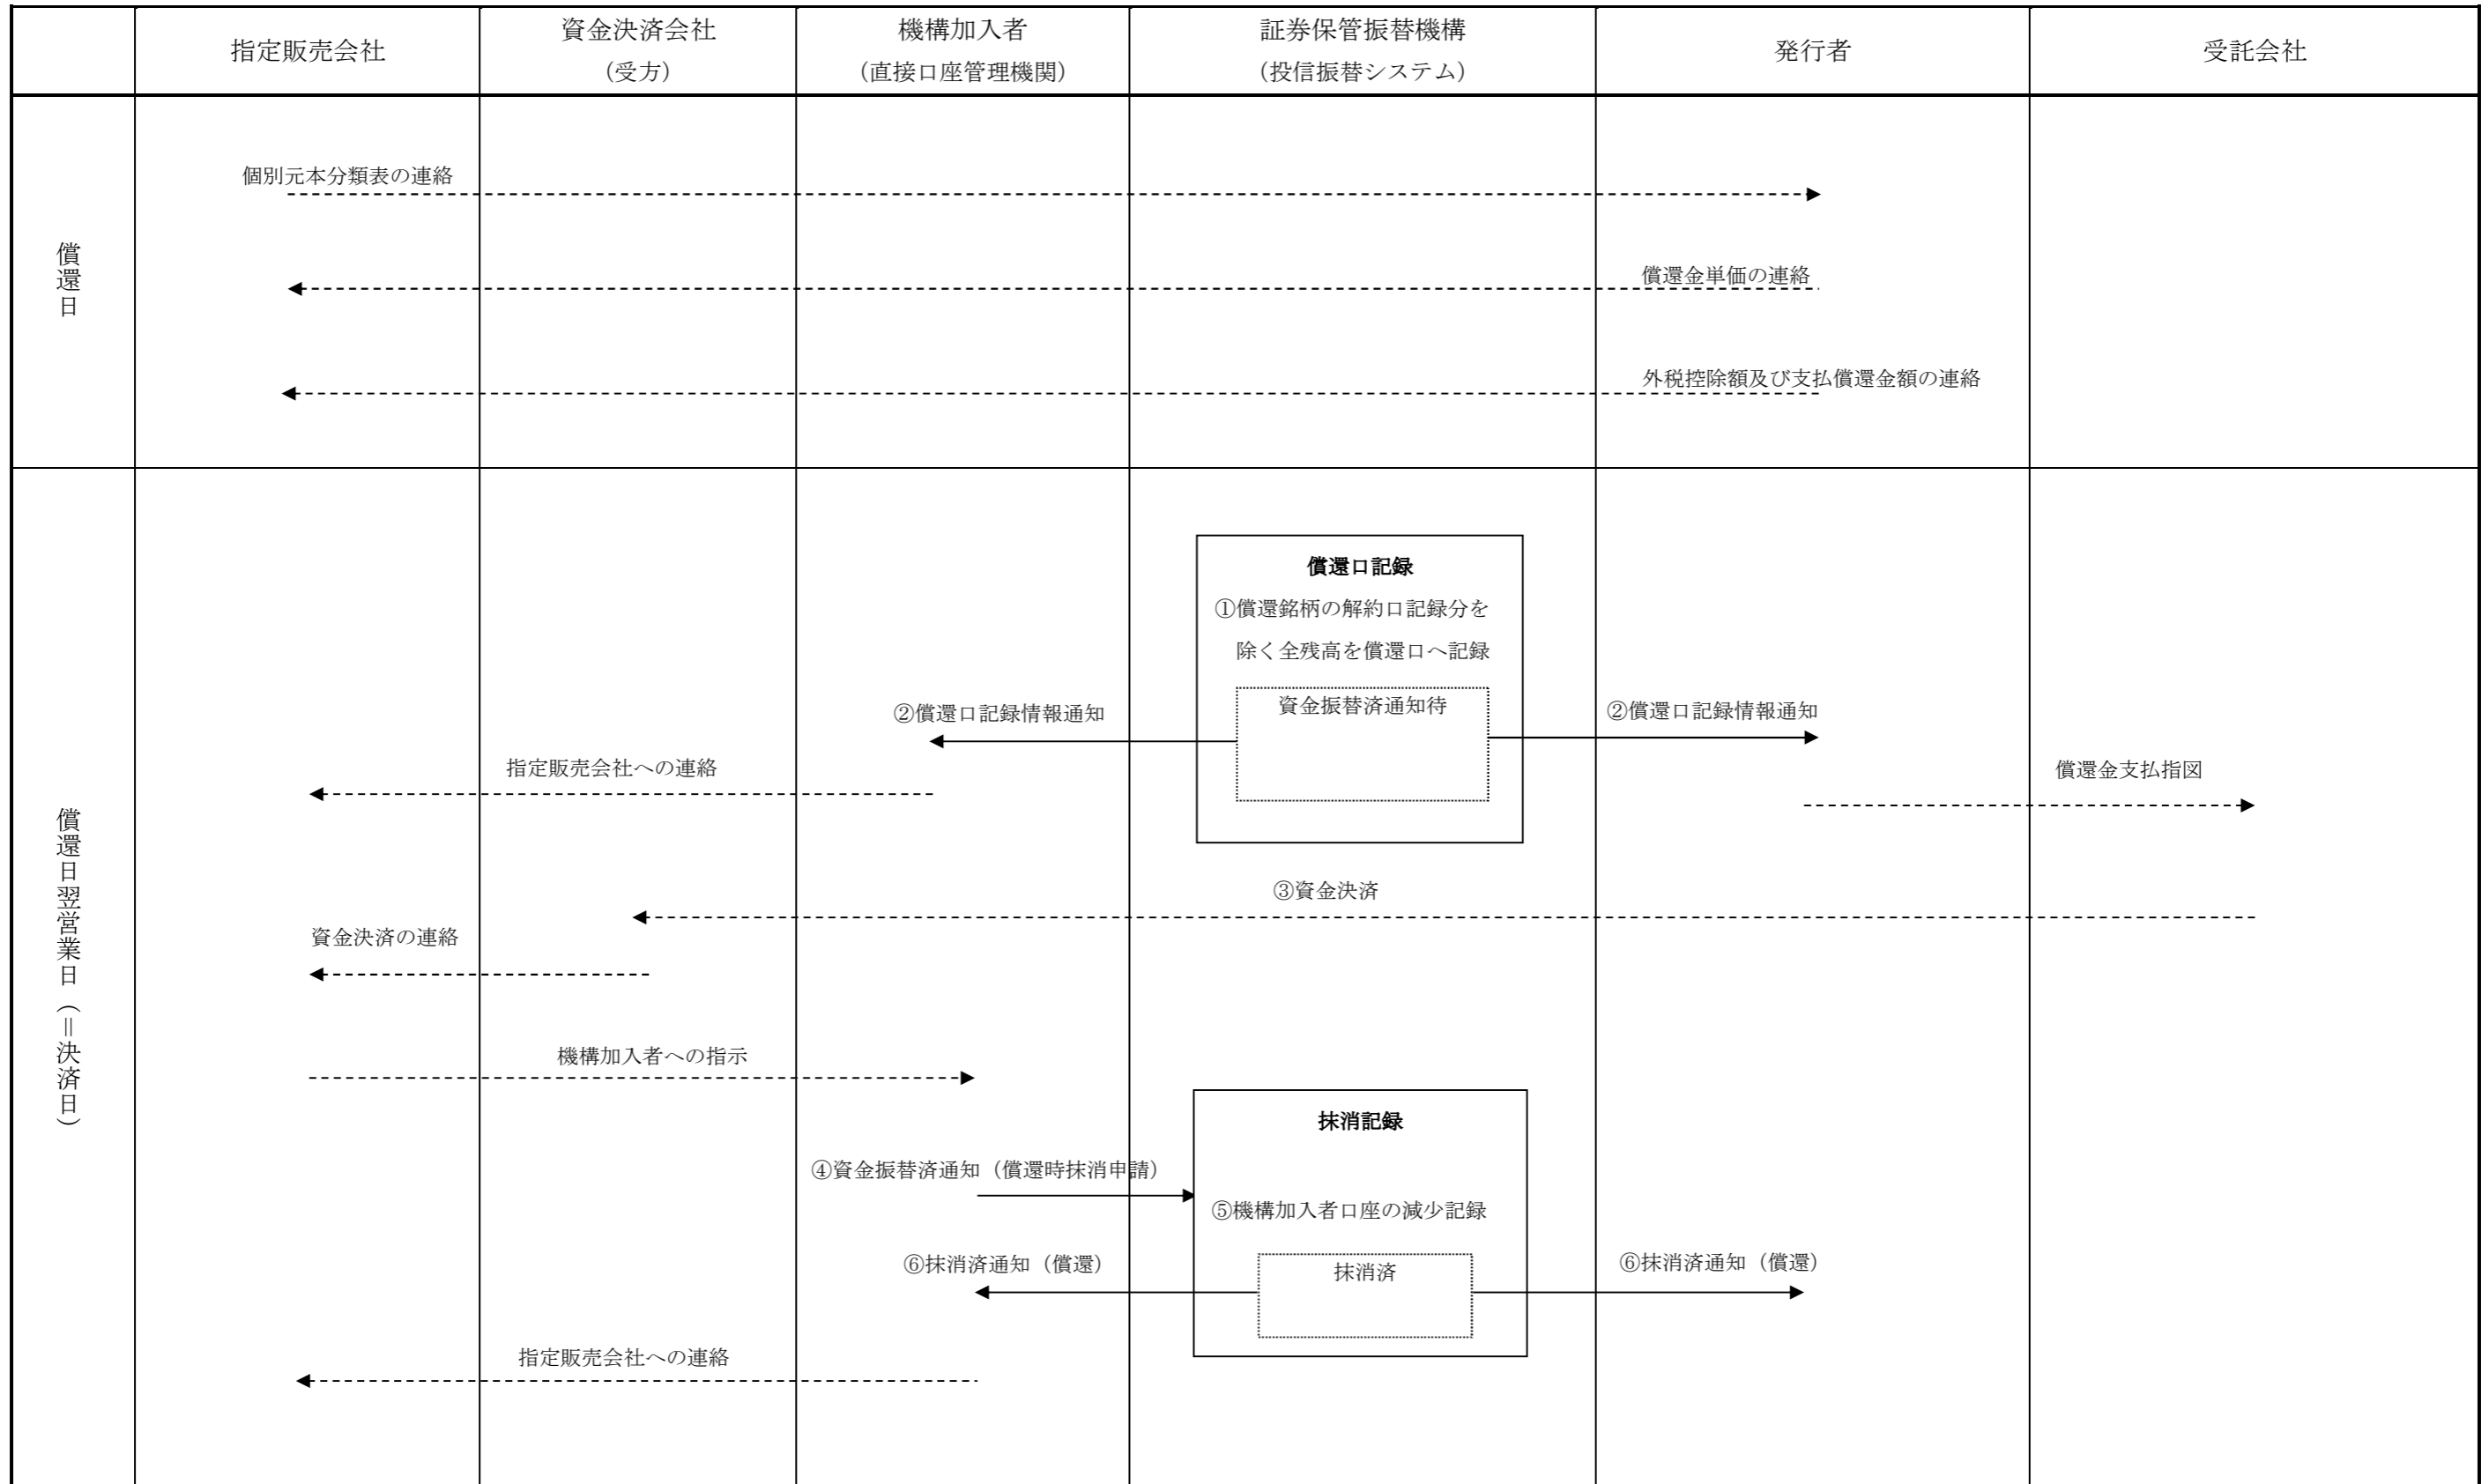 指定販売会社
資金決済会社
（受方）
機構加入者
（直接口座管理機関）
証券保管振替機構
（投信振替システム）
発行者
受託会社
償還日
個別元本分類表の連絡
償還金単価の連絡
外税控除額及び支払償還金額の連絡
償還日翌営業日（＝決済日）
償還口記録
①償還銘柄の解約口記録分を
除く全残高を償還口へ記録
資金振替済通知待
②償還口記録情報通知
②償還口記録情報通知
指定販売会社への連絡
償還金支払指図
③資金決済
資金決済の連絡
機構加入者への指示
抹消記録
④資金振替済通知（償還時抹消申請）
⑤機構加入者口座の減少記録
⑥抹消済通知（償還）
抹消済
⑥抹消済通知（償還）
指定販売会社への連絡